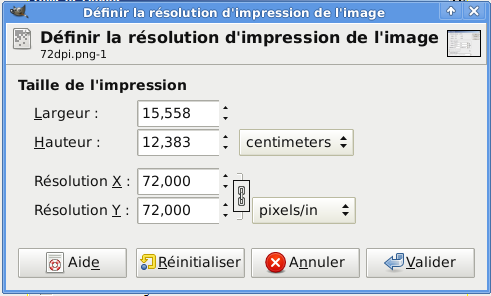 Définir la résolution d'impression de l'image
Définir la résolution d'impression de l'image
72dpi.png-1
Taille de l'impression
Largeur : 15,558
Hauteur : 12,383 centimeters
Résolution X : 72,000
Résolution Y : 72,000 pixels/in
Aide Réinitialiser Annuler Valider